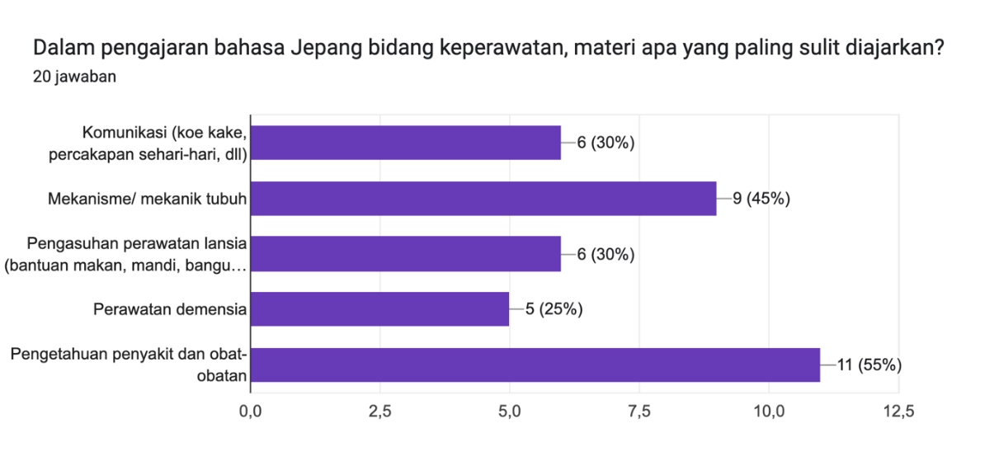 Dalam pengajaran bahasa Jepang bidang keperawatan, materi apa yang paling sulit diajarkan?
20 jawaban
Komunikasi (koe kake,
percakapan sehari-hari, dll)
6 (30%)
Mekanisme/ mekanik tubuh
9 (45%)
Pengasuhan perawatan lansia
(bantuan makan, mandi, bangu…
6 (30%)
Perawatan demensia
5 (25%)
Pengetahuan penyakit dan obat-
obatan
11 (55%)
0,0 2,5 5,0 7,5 10,0 12,5